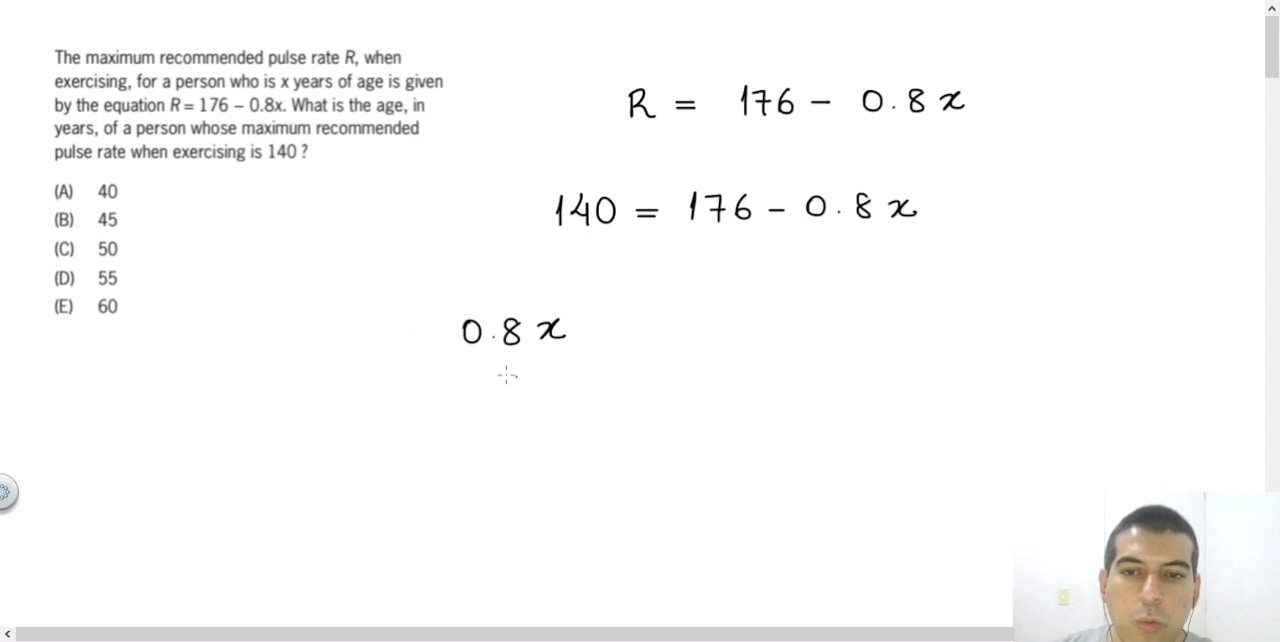 The maximum recommended pulse rate R, when
exercising, for a person who is x years of age is given
by the equation R = 176 – 0.8x. What is the age, in
years, of a person whose maximum recommended
pulse rate when exercising is 140 ?
(A) 40
(B) 45
(C) 50
(D) 55
(E) 60
R = 176 - 0.8 x
140 = 176 - 0.8 x
0.8 x